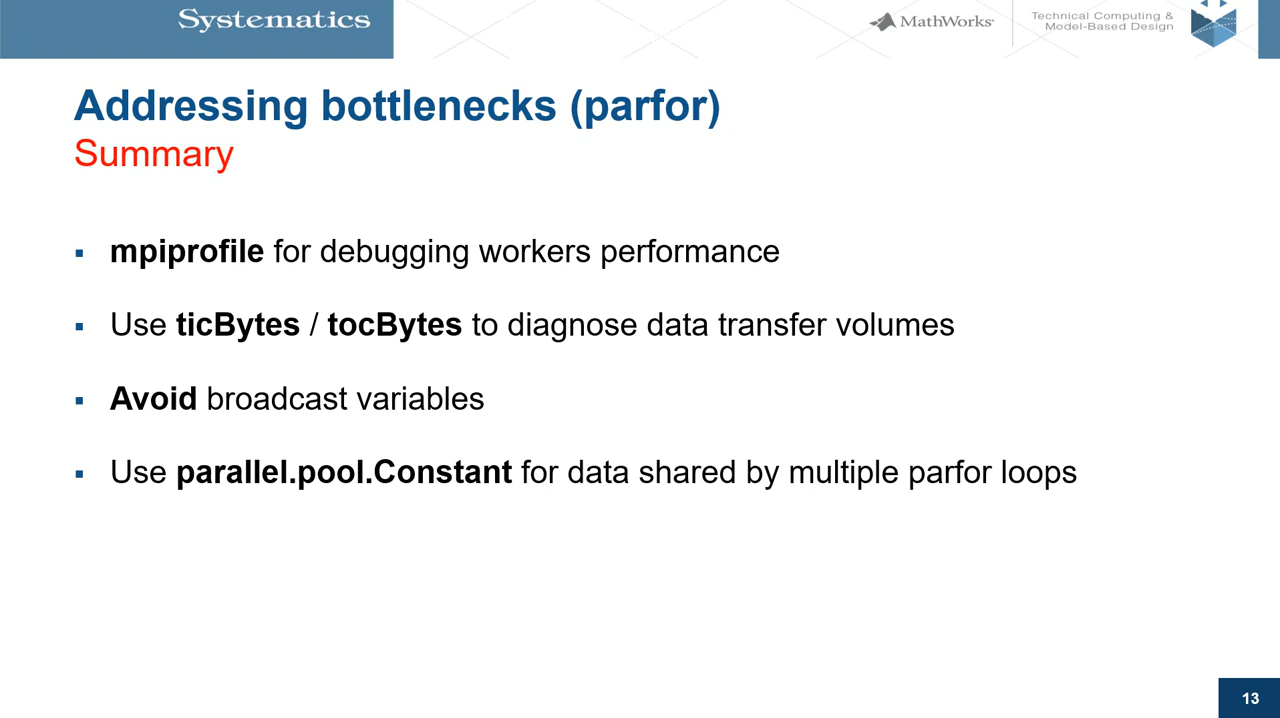 Systematics
MathWorks
Technical Computing &
Model-Based Design
Addressing bottlenecks (parfor)
Summary
▪ mpiprofile for debugging workers performance
▪ Use ticBytes / tocBytes to diagnose data transfer volumes
▪ Avoid broadcast variables
▪ Use parallel.pool.Constant for data shared by multiple parfor loops
13